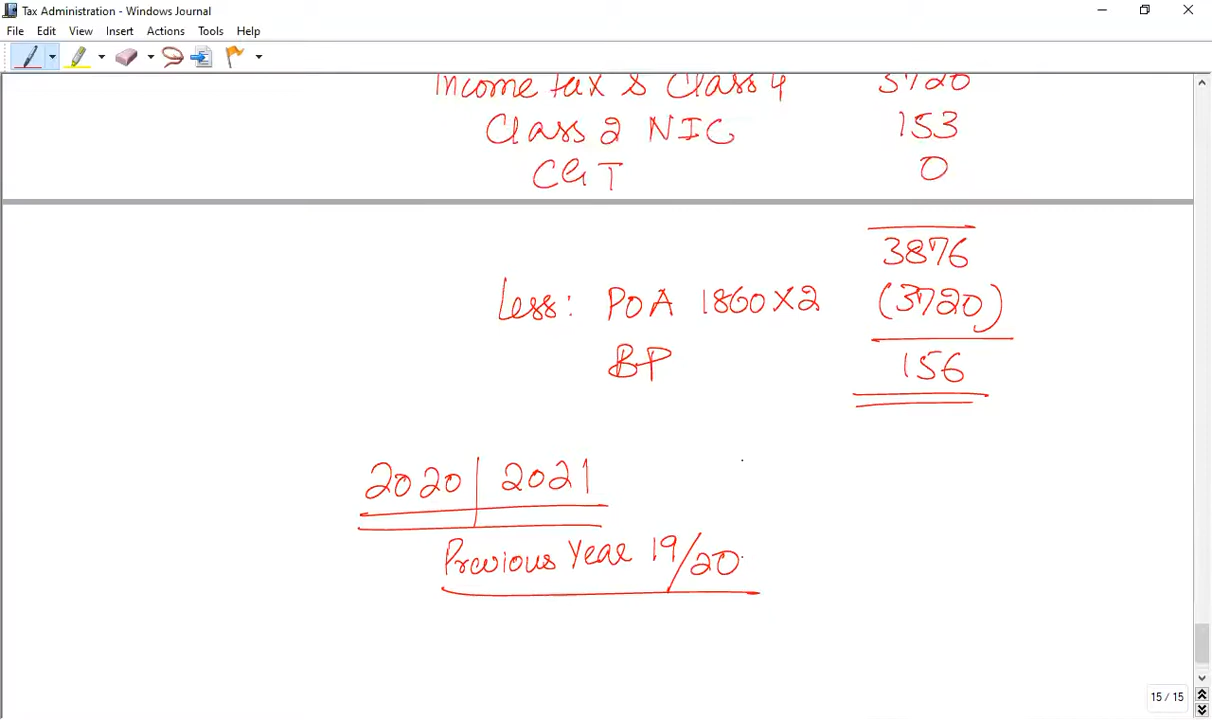 Tax Administration - Windows Journal
File Edit View Insert Actions Tools Help
Income tax & Class 4 3720
Class 2 NIC 153
CGT 0
3876
Less: POA 1860X2 (3720)
BP 156
2020 | 2021
Previous Year 19/20
15 / 15